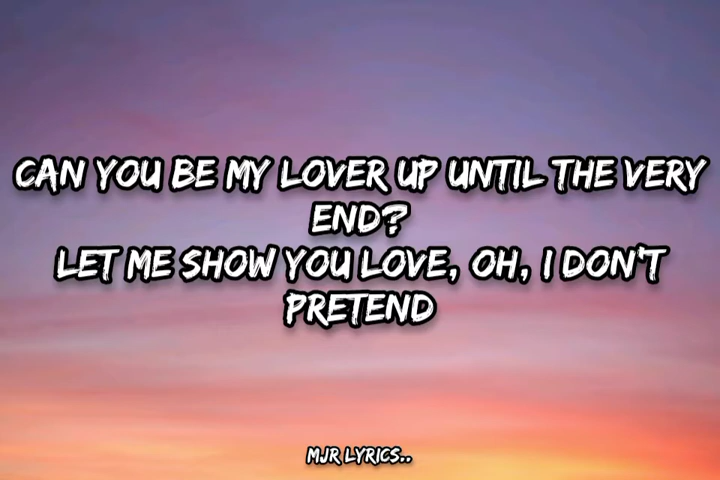 CAN YOU BE MY LOVER UP UNTIL THE VERY
END?
LET ME SHOW YOU LOVE, OH, I DON'T
PRETEND
MJR LYRICS..